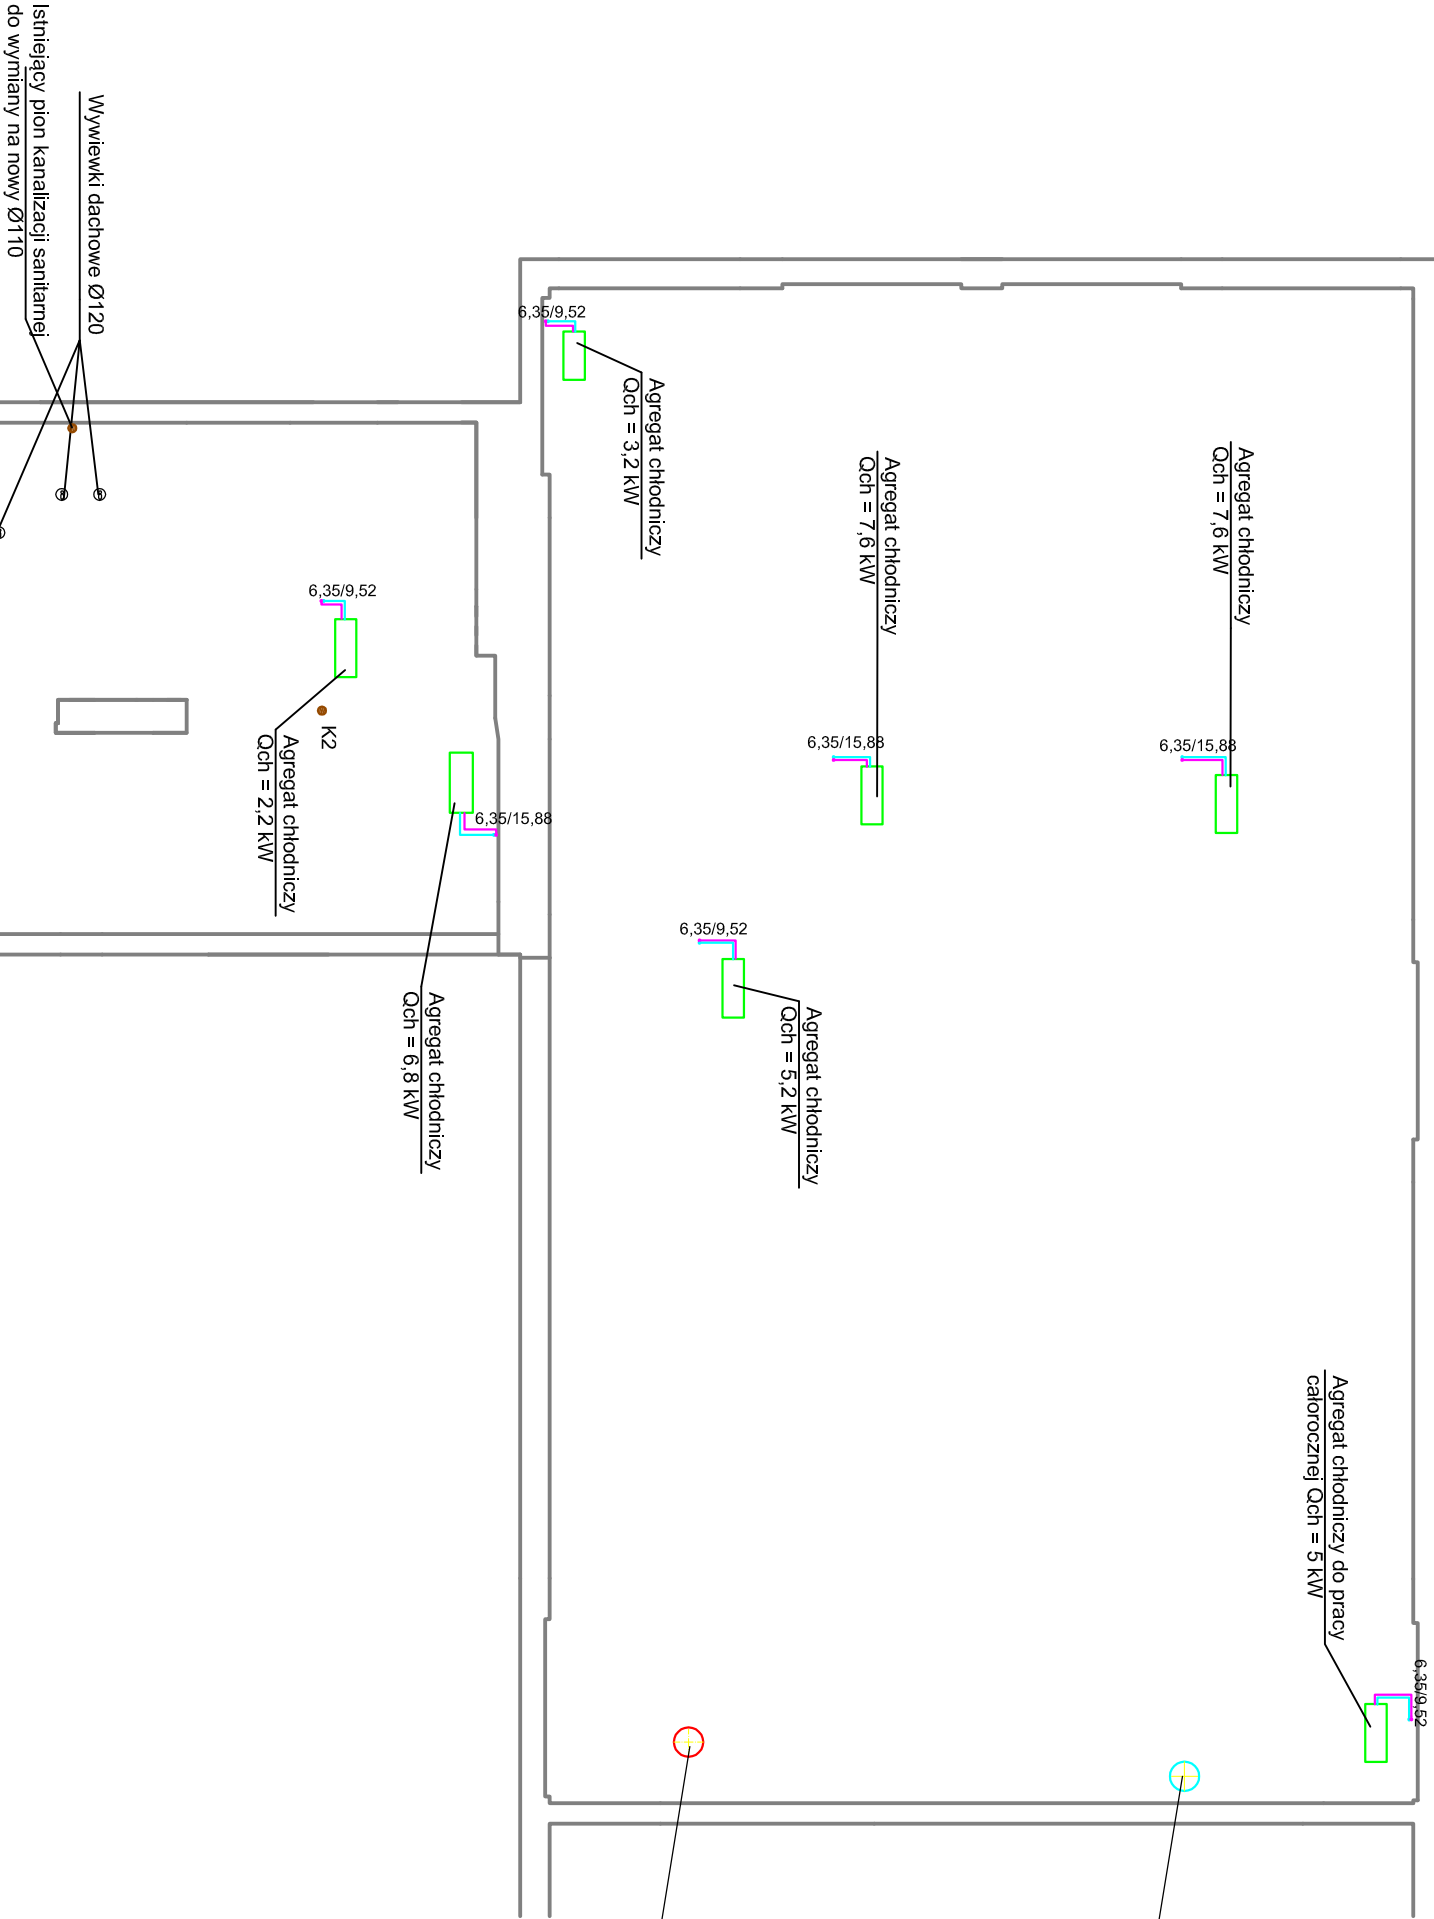 Istniejący pion kanalizacji sanitarnej
do wymiany na nowy Ø110
Wywiewki dachowe Ø120
6,35/9,52
Agregat chłodniczy
Qch = 3,2 kW
Agregat chłodniczy
Qch = 7,6 kW
6,35/15,88
Agregat chłodniczy
Qch = 7,6 kW
6,35/15,88
6,35/9,52
K2
Agregat chłodniczy
Qch = 2,2 kW
6,35/15,88
Agregat chłodniczy
Qch = 6,8 kW
6,35/9,52
Agregat chłodniczy
Qch = 5,2 kW
Agregat chłodniczy do pracy
całorocznej Qch = 5 kW
6,35/9,52